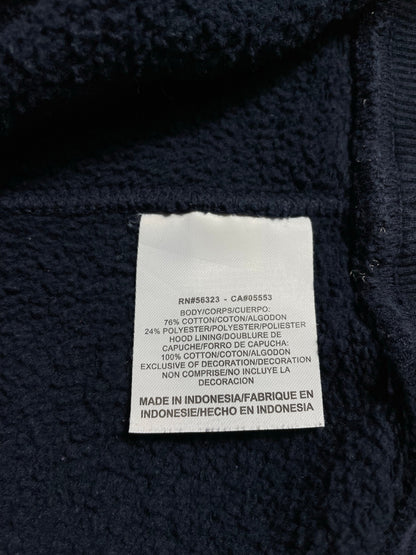 RN#56323 - CA#05553
BODY/CORPS/CUERPO:
76% COTTON/COTON/ALGODON
24% POLYESTER/POLYESTER/POLIESTER
HOOD LINING/DOUBLURE DE
CAPUCHE/FORRO DE CAPUCHA:
100% COTTON/COTON/ALGODON
EXCLUSIVE OF DECORATION/DECORATION
NON COMPRISE/NO INCLUYE LA
DECORACION
MADE IN INDONESIA/FABRIQUE EN
INDONESIE/HECHO EN INDONESIA